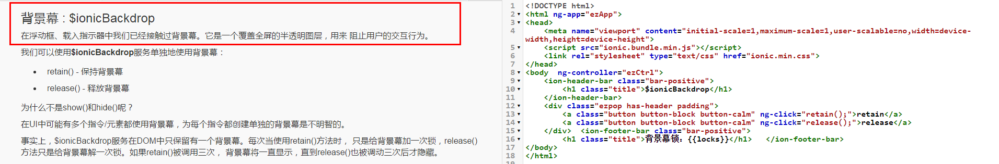 背景幕 : $ionicBackdrop
在浮动框、载入指示器中我们已经接触过背景幕。它是一个覆盖全屏的半透明图层，用来 阻止用户的交互行为。
我们可以使用$ionicBackdrop服务单独地使用背景幕：
• retain() - 保持背景幕
• release() - 释放背景幕
为什么不是show()和hide()呢？
在UI中可能有多个指令/元素都使用背景幕，为每个指令都创建单独的背景幕是不明智的。
事实上，$ionicBackdrop服务在DOM中只保留有一个背景幕。每次当使用retain()方法时， 只是给背景幕加一次锁，release()
方法只是给背景幕解一次锁。如果retain()被调用三次， 背景幕将一直显示，直到release()也被调动三次后才隐藏。
1 <!DOCTYPE html>
2 <html ng-app="ezApp">
3 <head>
4 <meta name="viewport" content="initial-scale=1,maximum-scale=1,user-scalable=no,width=device-
width,height=device-height">
5 <script src="ionic.bundle.min.js"></script>
6 <link rel="stylesheet" type="text/css" href="ionic.min.css">
7 </head>
8 <body  ng-controller="ezCtrl">
9 <ion-header-bar class="bar-positive">
10 <h1 class="title">$ionicBackdrop</h1>
11 </ion-header-bar>
12 <div class="ezpop has-header padding">
13 <a class="button button-block button-calm" ng-click="retain();">retain</a>
14 <a class="button button-block button-calm" ng-click="release();">release</a>
15 </div>  <ion-footer-bar class="bar-positive">
16 <h1 class="title">背景幕锁：{{locks}}</h1>   </ion-footer-bar>
17 </body>
18 </html>